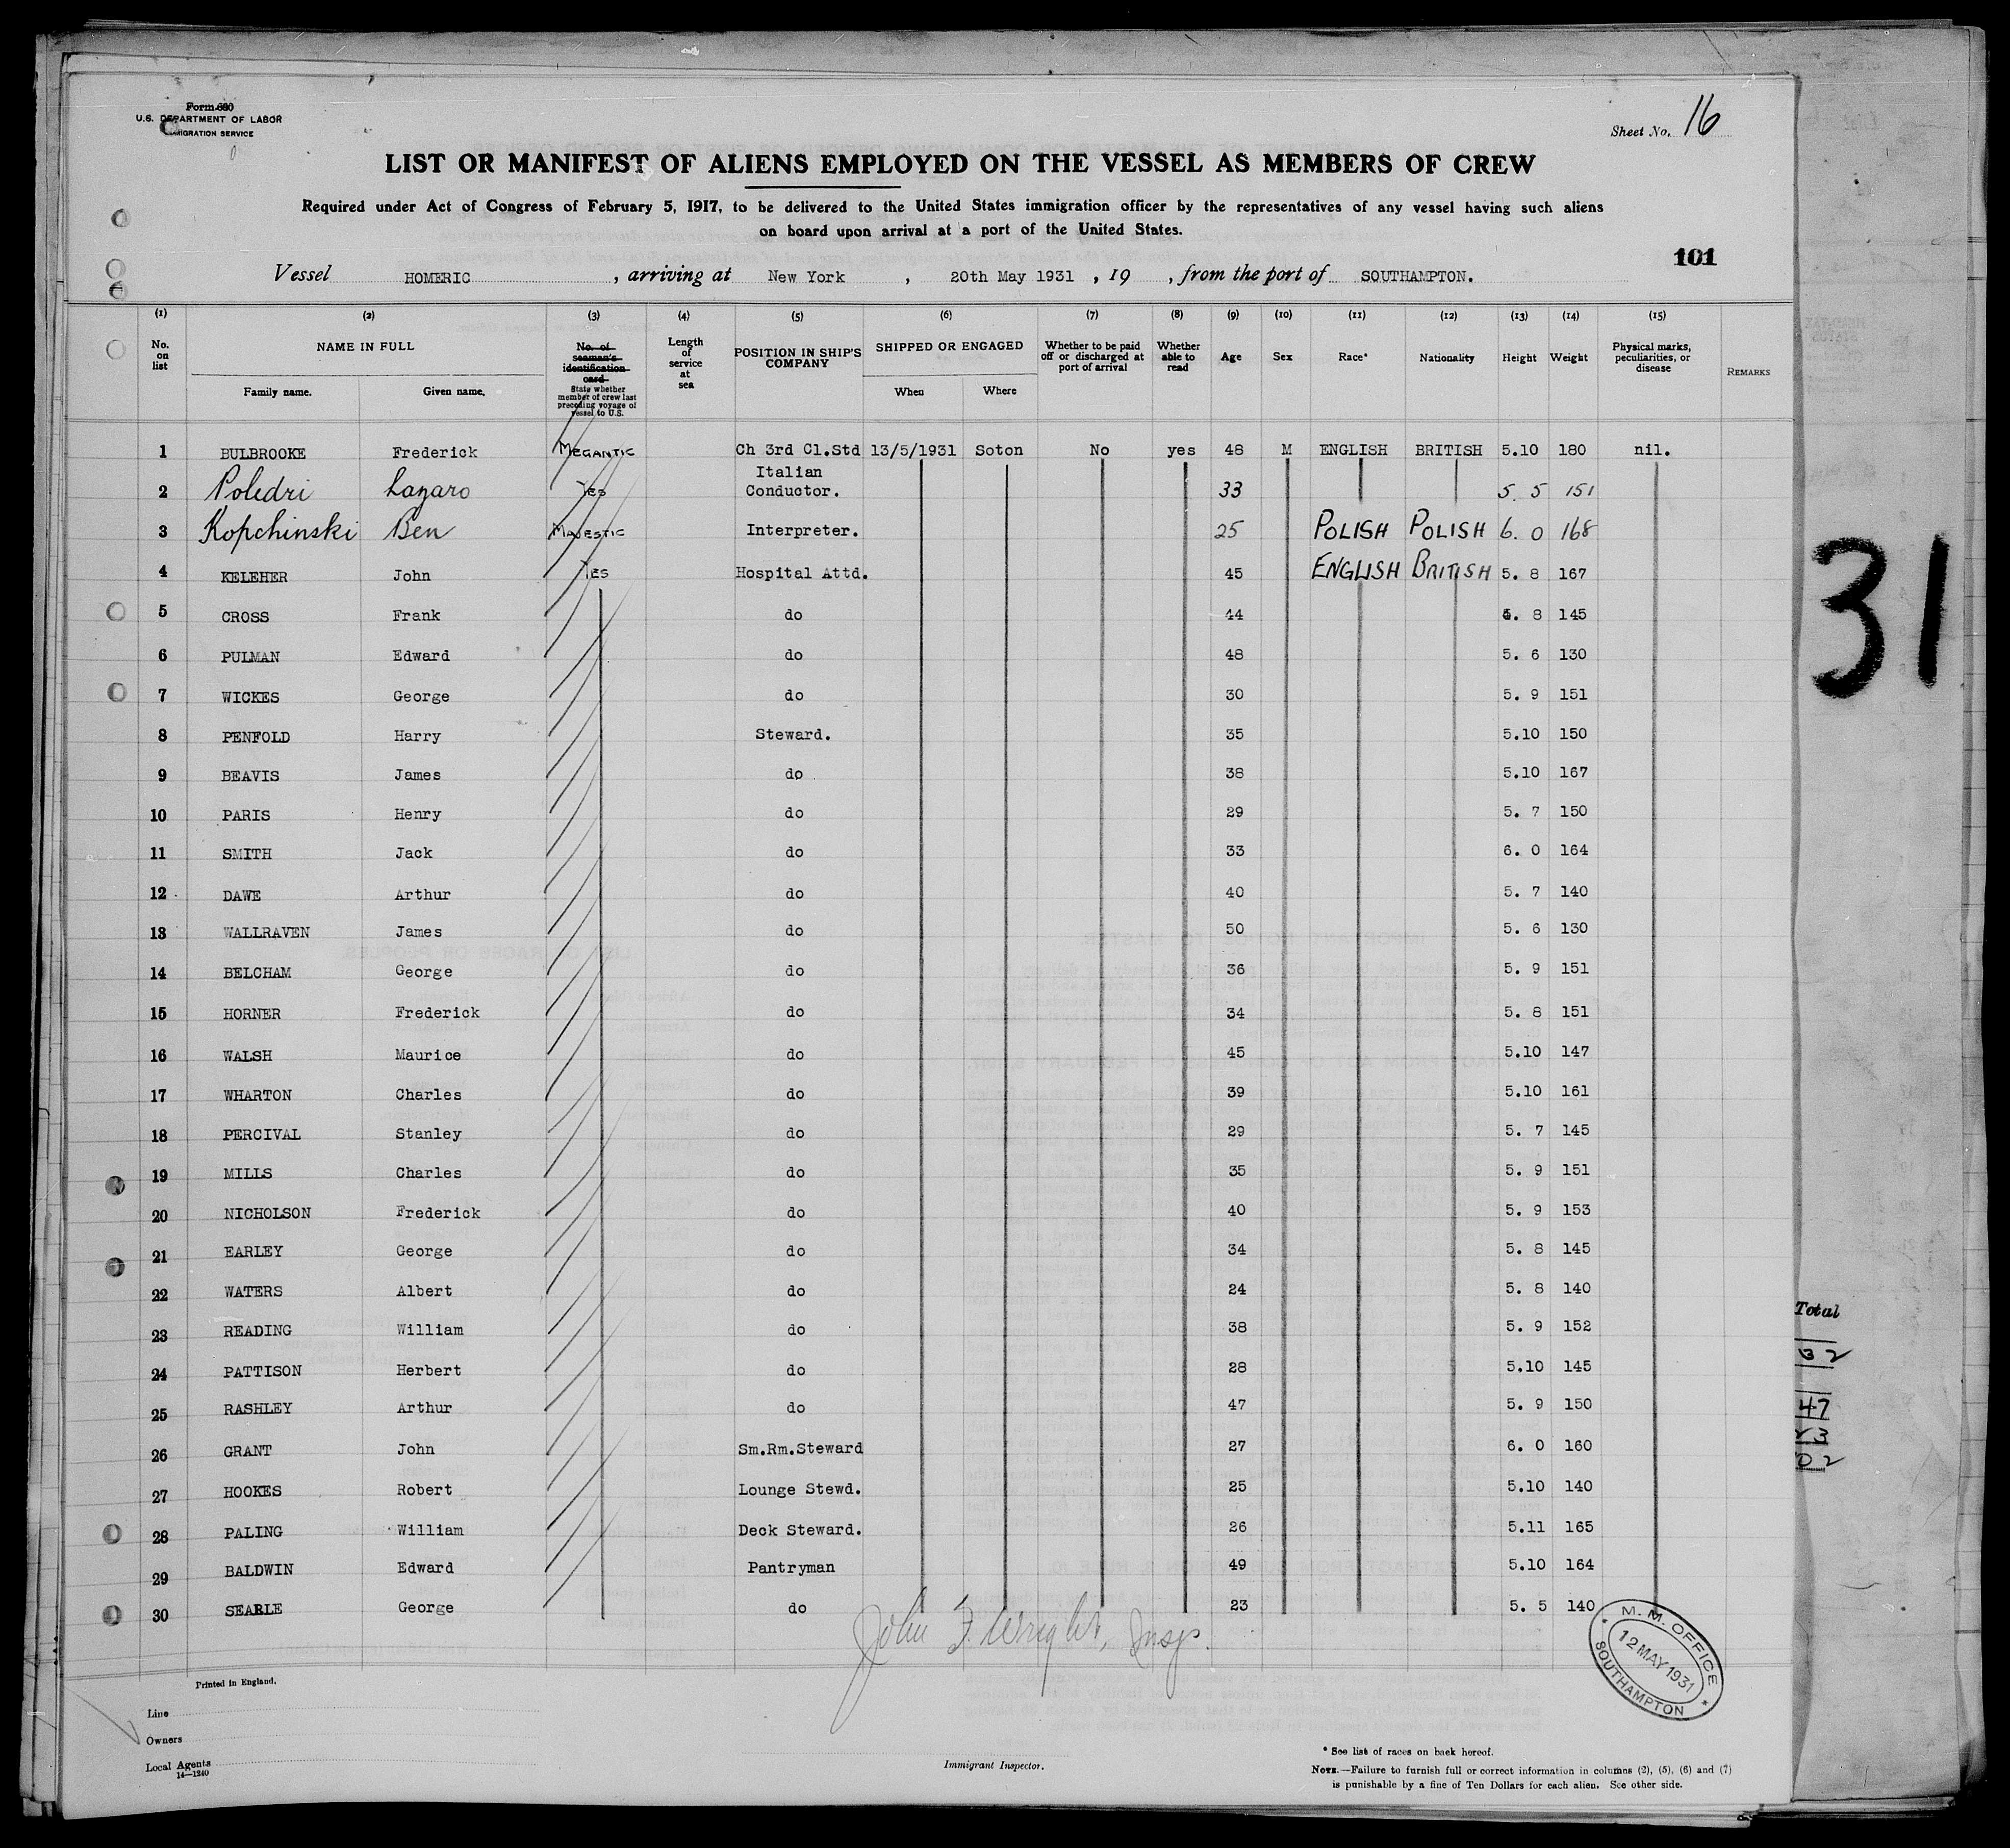 Form 680
U.S. DEPARTMENT OF LABOR
IMMIGRATION SERVICE
Sheet No. 16
LIST OR MANIFEST OF ALIENS EMPLOYED ON THE VESSEL AS MEMBERS OF CREW
Required under Act of Congress of February 5, 1917, to be delivered to the United States immigration officer by the representatives of any vessel having such aliens
on board upon arrival at a port of the United States.
101
Vessel HOMERIC, arriving at New York, 20th May 1931, 19 , from the port of SOUTHAMPTON.
(1) (2) (3) (4) (5) (6) (7) (8) (9) (10) (11) (12) (13) (14) (15)
No. on list NAME IN FULL Family name. Given name. No. of seaman's identification card State whether member of crew last preceding voyage of vessel to U.S. Length of service at sea POSITION IN SHIP'S COMPANY SHIPPED OR ENGAGED When Where Whether to be paid off or discharged at port of arrival Whether able to read Age Sex Race* Nationality Height Weight Physical marks, peculiarities, or disease REMARKS
1 BULBROOKE Frederick MEGANTIC Ch 3rd Cl.Std 13/5/1931 Soton No yes 48 M ENGLISH BRITISH 5.10 180 nil.
2 Poledri Lazaro YES Italian Conductor. 33 5. 5 151
3 Kopchinski Ben MAJESTIC Interpreter. 25 POLISH POLISH 6. 0 168
4 KELEHER John YES Hospital Attd. 45 ENGLISH BRITISH 5. 8 167
5 CROSS Frank do 44 5. 8 145
6 PULMAN Edward do 48 5. 6 130
7 WICKES George do 30 5. 9 151
8 PENFOLD Harry Steward. 35 5.10 150
9 BEAVIS James do 38 5.10 167
10 PARIS Henry do 29 5. 7 150
11 SMITH Jack do 33 6. 0 164
12 DAWE Arthur do 40 5. 7 140
13 WALLRAVEN James do 50 5. 6 130
14 BELCHAM George do 36 5. 9 151
15 HORNER Frederick do 34 5. 8 151
16 WALSH Maurice do 45 5.10 147
17 WHARTON Charles do 39 5.10 161
18 PERCIVAL Stanley do 29 5. 7 145
19 MILLS Charles do 35 5. 9 151
20 NICHOLSON Frederick do 40 5. 9 153
21 EARLEY George do 34 5. 8 145
22 WATERS Albert do 24 5. 8 140
23 READING William do 38 5. 9 152
24 PATTISON Herbert do 28 5.10 145
25 RASHLEY Arthur do 47 5. 9 150
26 GRANT John Sm.Rm.Steward 27 6. 0 160
27 HOOKES Robert Lounge Stewd. 25 5.10 140
28 PALING William Deck Steward. 26 5.11 165
29 BALDWIN Edward Pantryman 49 5.10 164
30 SEARLE George do 23 5. 5 140
John F. Wright, Insp.
M. M. OFFICE
12 MAY 1931
SOUTHAMPTON
Printed in England.
Line
Owners
Local Agents
14—1240
Immigrant Inspector.
* See list of races on back hereof.
NOTE.—Failure to furnish full or correct information in columns (2), (5), (6) and (7)
is punishable by a fine of Ten Dollars for each alien. See other side.
31
Total
32
47
02